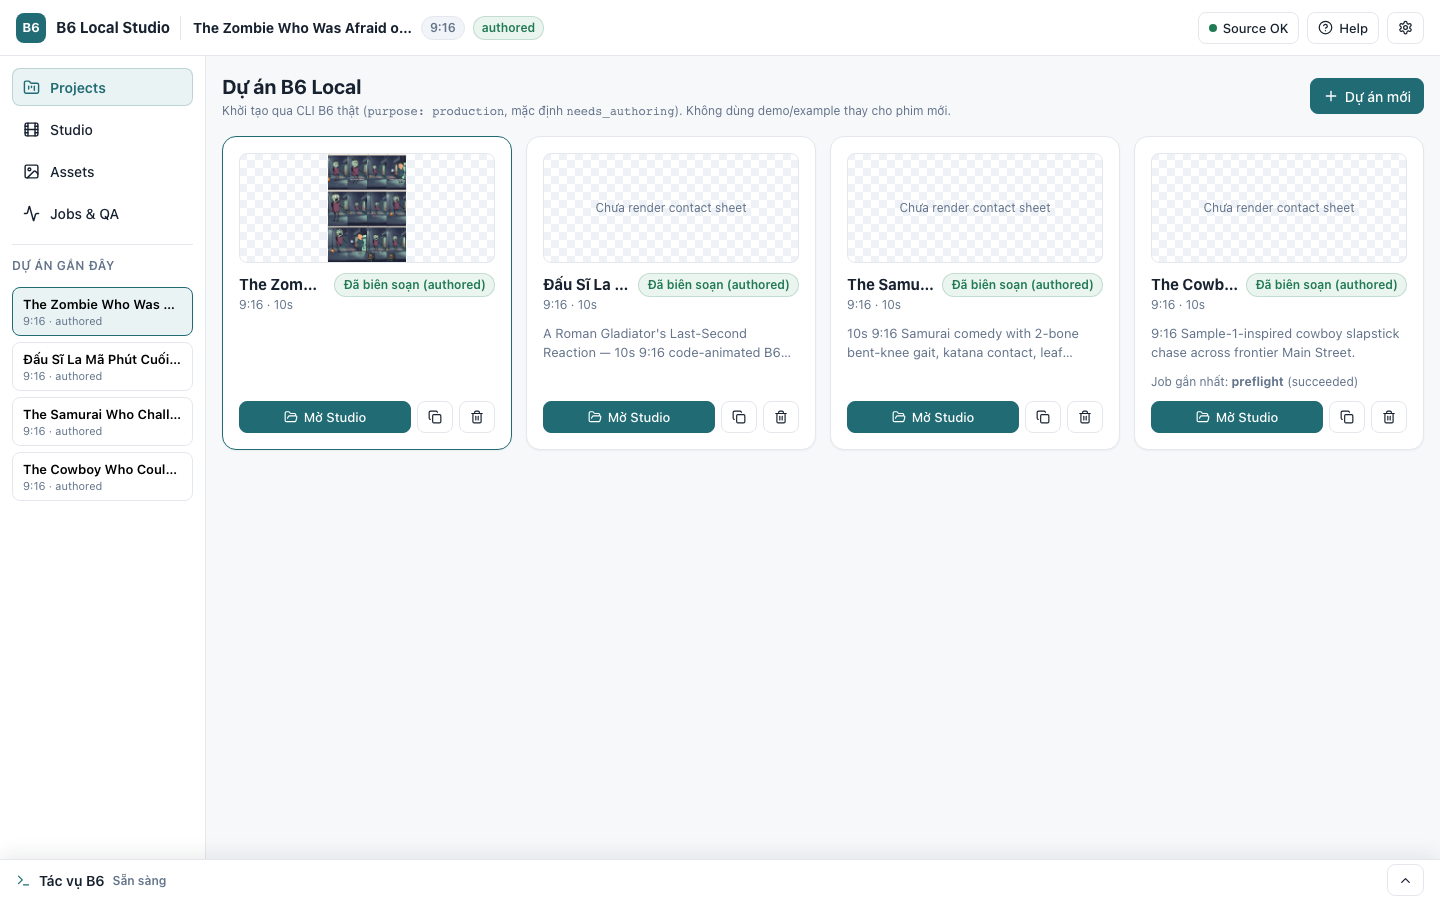 B6 B6 Local Studio The Zombie Who Was Afraid o... 9:16 authored Source OK Help
Projects
Studio
Assets
Jobs & QA
DỰ ÁN GẦN ĐÂY
The Zombie Who Was ...
9:16 · authored
Đấu Sĩ La Mã Phút Cuối...
9:16 · authored
The Samurai Who Chall...
9:16 · authored
The Cowboy Who Coul...
9:16 · authored
Dự án B6 Local
Khởi tạo qua CLI B6 thật (purpose: production, mặc định needs_authoring). Không dùng demo/example thay cho phim mới.
Dự án mới
The Zom... Đã biên soạn (authored)
9:16 · 10s
Mở Studio
Chưa render contact sheet
Đấu Sĩ La ... Đã biên soạn (authored)
9:16 · 10s
A Roman Gladiator's Last-Second
Reaction — 10s 9:16 code-animated B6...
Mở Studio
Chưa render contact sheet
The Samu... Đã biên soạn (authored)
9:16 · 10s
10s 9:16 Samurai comedy with 2-bone
bent-knee gait, katana contact, leaf...
Mở Studio
Chưa render contact sheet
The Cowb... Đã biên soạn (authored)
9:16 · 10s
9:16 Sample-1-inspired cowboy slapstick
chase across frontier Main Street.
Job gần nhất: preflight (succeeded)
Mở Studio
Tác vụ B6 Sẵn sàng